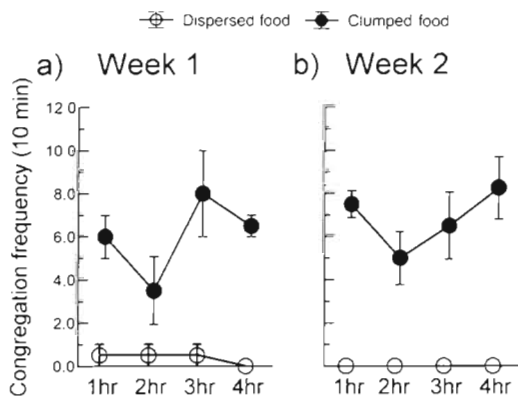 Dispersed food Clumped food
a) Week 1 b) Week 2
Congregation frequency (10 min)
12 0
10 0
8.0
6.0
4.0
2.0
0.0
1hr 2hr 3hr 4hr 1hr 2hr 3hr 4hr